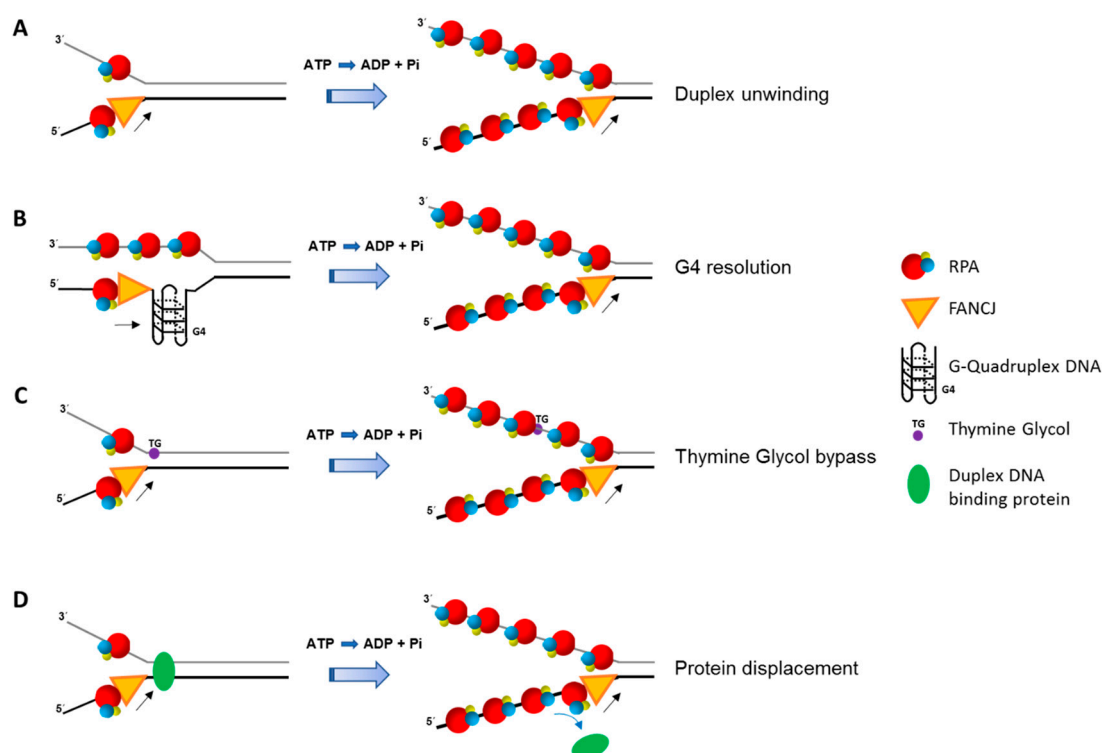 A
3´
5´
ATP ➡ ADP + Pi
3´
5´
Duplex unwinding
B
3´
5´
G4
ATP ➡ ADP + Pi
3´
5´
G4 resolution
C
3´
TG
5´
ATP ➡ ADP + Pi
3´
TG
5´
Thymine Glycol bypass
D
3´
5´
ATP ➡ ADP + Pi
3´
5´
Protein displacement
RPA
FANCJ
G-Quadruplex DNA
G4
TG
Thymine Glycol
Duplex DNA
binding protein